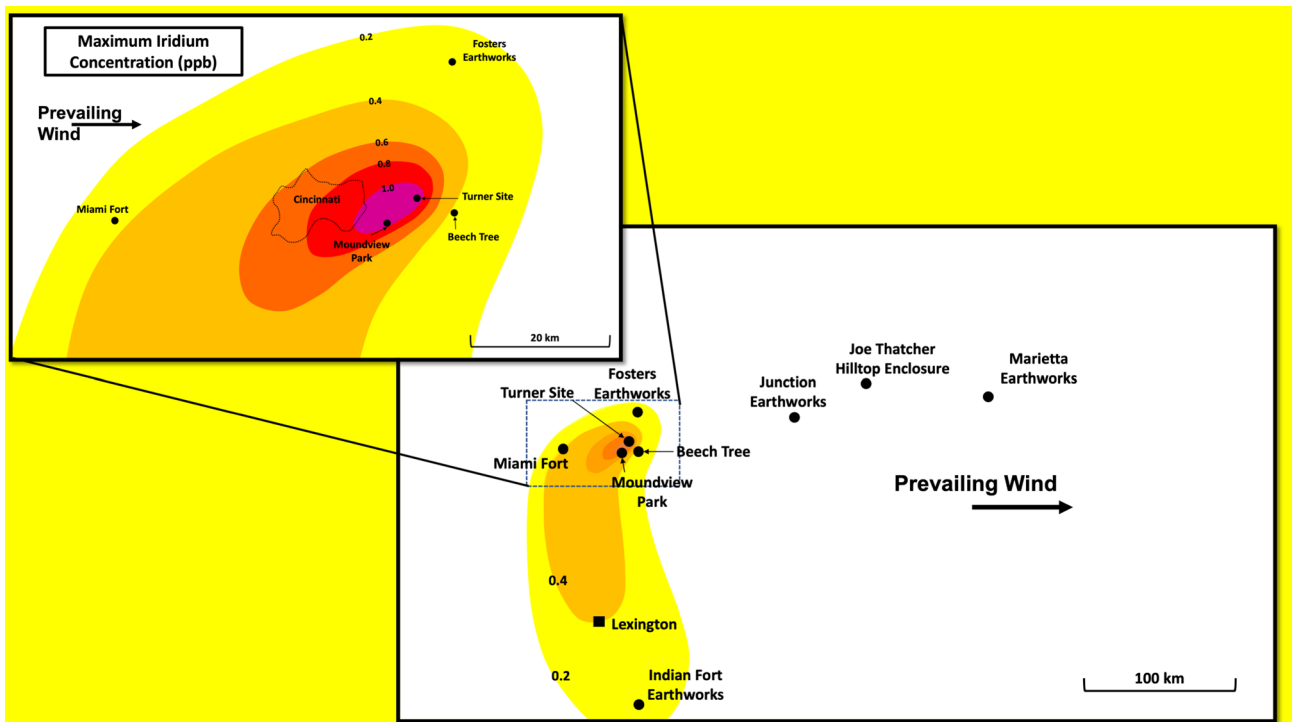 Maximum Iridium
Concentration (ppb)
Prevailing
Wind
0.2
Fosters
Earthworks
0.4
0.6
0.8
1.0
Cincinnati
Turner Site
Miami Fort
Beech Tree
Moundview
Park
20 km
Joe Thatcher
Hilltop Enclosure
Marietta
Earthworks
Junction
Earthworks
Fosters
Earthworks
Turner Site
Miami Fort
Beech Tree
Moundview
Park
Prevailing Wind
0.4
Lexington
0.2
Indian Fort
Earthworks
100 km